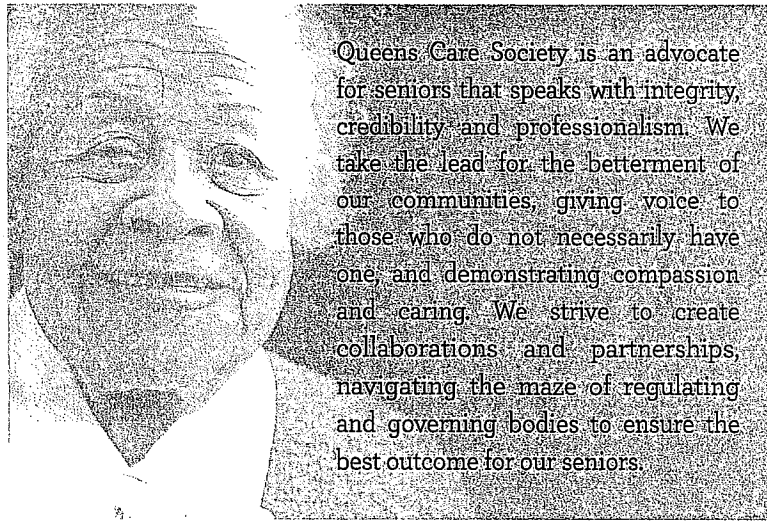 Queens Care Society is an advocate
for seniors that speaks with integrity,
credibility and professionalism. We
take the lead for the betterment of
our communities, giving voice to
those who do not necessarily have
one, and demonstrating compassion
and caring. We strive to create
collaborations and partnerships,
navigating the maze of regulating
and governing bodies to ensure the
best outcome for our seniors.